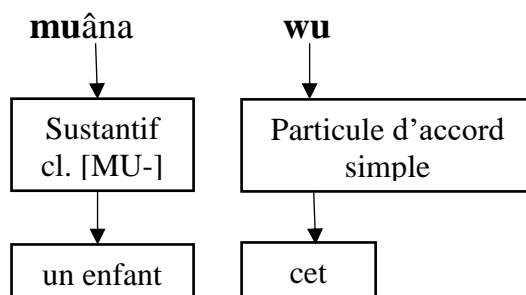 muâna wu
Sustantif
cl. [MU-]
Particule d'accord
simple
un enfant
cet